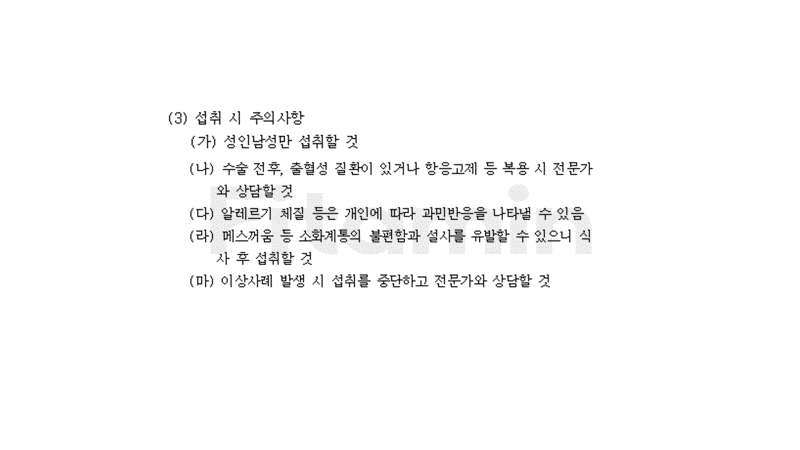 (3) 섭취 시 주의사항
(가) 성인남성만 섭취할 것
(나) 수술 전후, 출혈성 질환이 있거나 항응고제 등 복용 시 전문가
와 상담할 것
(다) 알레르기 체질 등은 개인에 따라 과민반응을 나타낼 수 있음
(라) 메스꺼움 등 소화계통의 불편함과 설사를 유발할 수 있으니 식
사 후 섭취할 것
(마) 이상사례 발생 시 섭취를 중단하고 전문가와 상담할 것
Fitamin